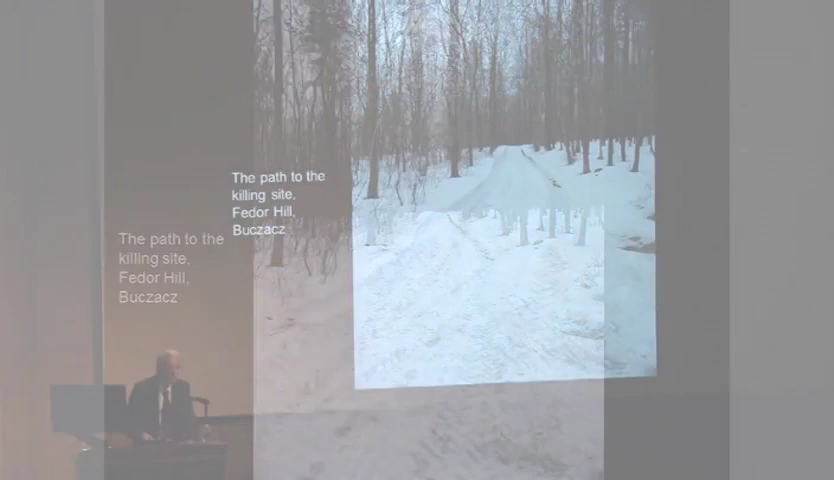 The path to the
killing site,
Fedor Hill,
Buczacz
The path to the
killing site,
Fedor Hill,
Buczacz